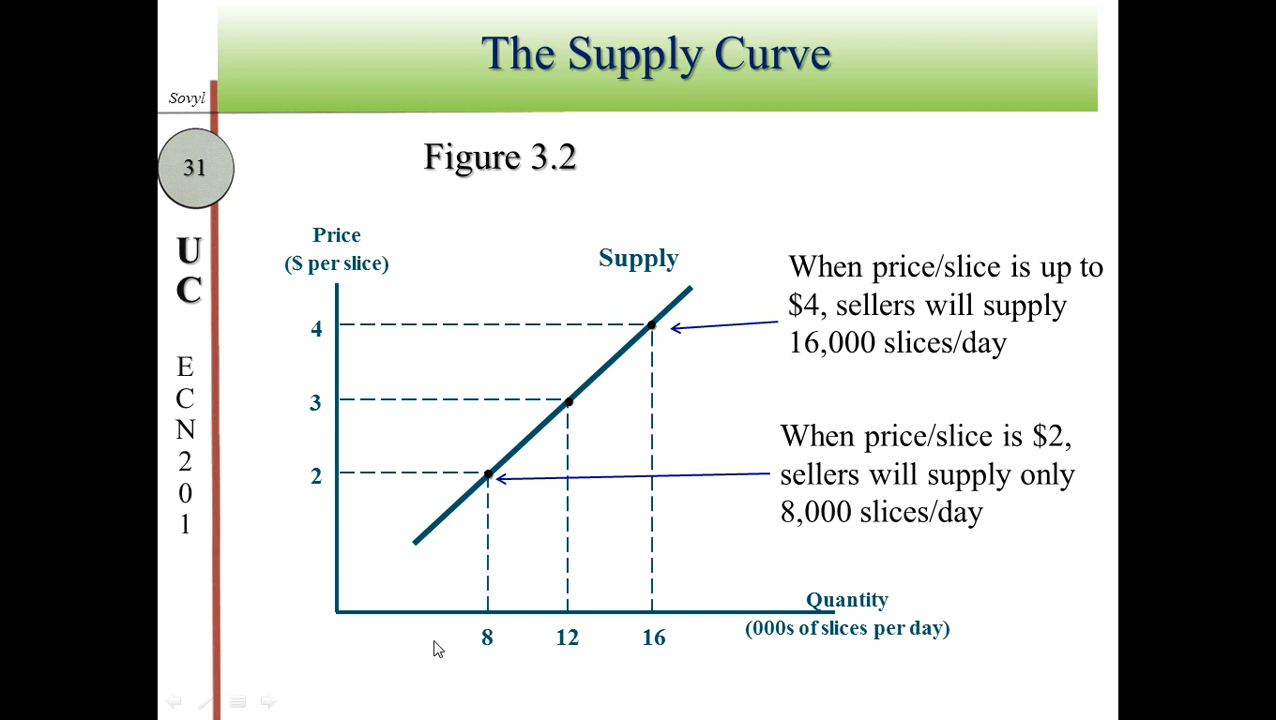 The Supply Curve
Sovyl
31
U
C
E
C
N
2
0
1
Figure 3.2
Price
($ per slice)
Supply
4
3
2
When price/slice is up to
$4, sellers will supply
16,000 slices/day
When price/slice is $2,
sellers will supply only
8,000 slices/day
Quantity
(000s of slices per day)
8 12 16